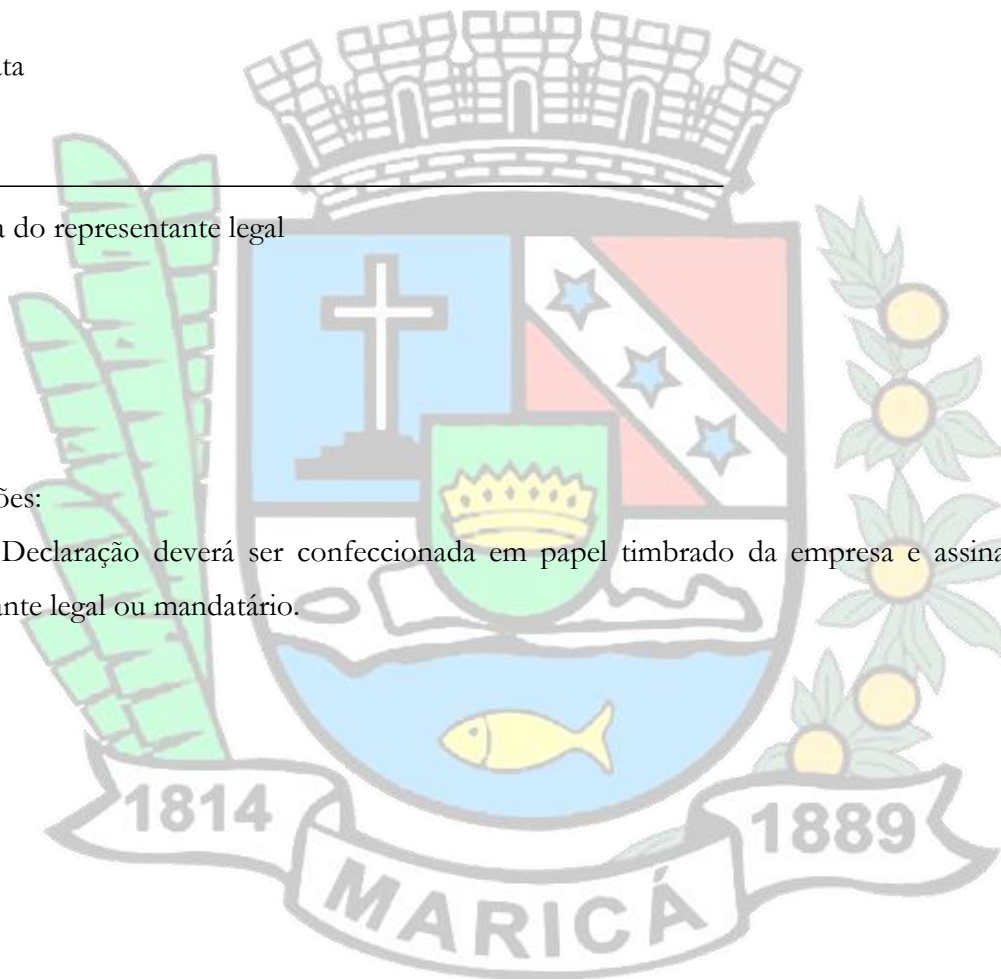 ta
a do representante legal
ões:
Declaração deverá ser confeccionada em papel timbrado da empresa e assina
ante legal ou mandatário.
1814
1889
MARICÁ